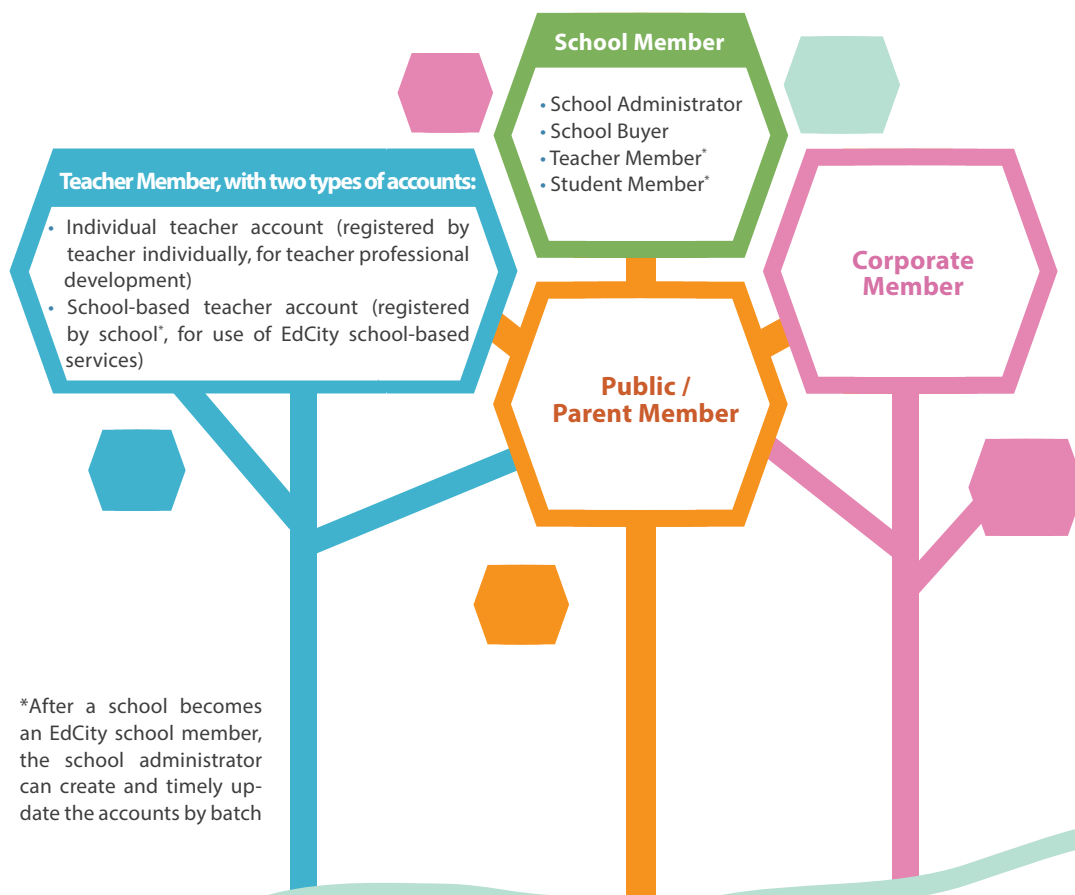 School Member
• School Administrator
• School Buyer
• Teacher Member*
• Student Member*
Teacher Member, with two types of accounts:
• Individual teacher account (registered by
teacher individually, for teacher professional
development)
• School-based teacher account (registered
by school*, for use of EdCity school-based
services)
Corporate
Member
Public /
Parent Member
*After a school becomes
an EdCity school member,
the school administrator
can create and timely up-
date the accounts by batch